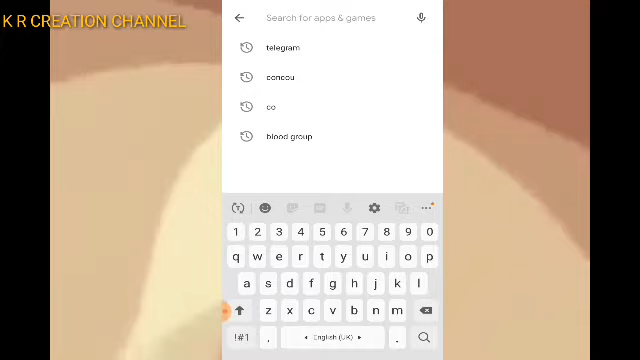 K R CREATION CHANNEL
Search for apps & games
telegram
concou
co
blood group
1 2 3 4 5 6 7 8 9 0
q w e r t y u i o p
a s d f g h j k l
z x c v b n m
!#1 , English (UK) .